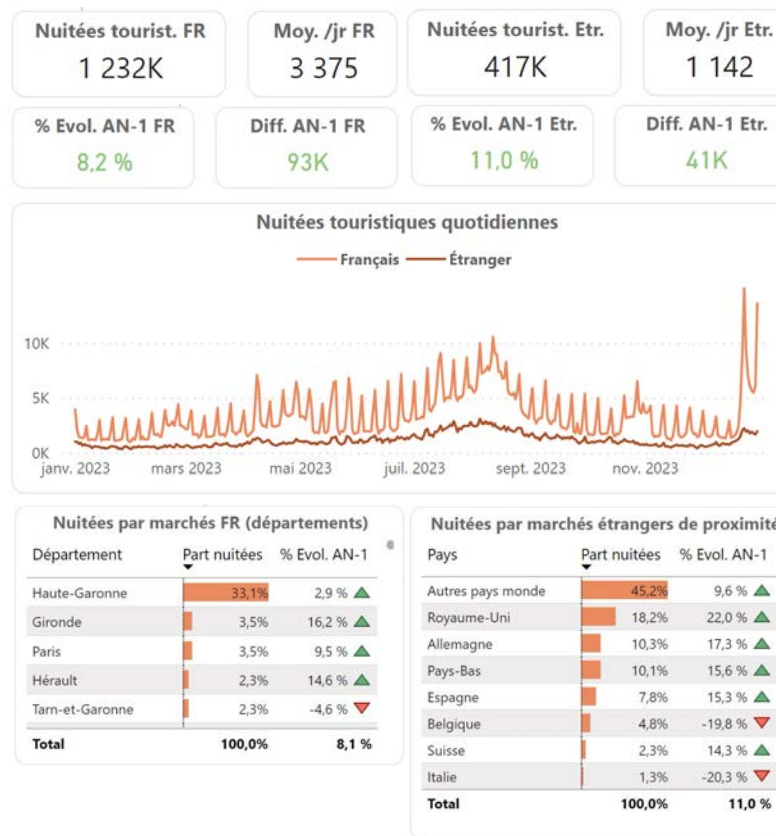 Nuitées tourist. FR
1 232K
Moy. /jr FR
3 375
Nuitées tourist. Etr.
417K
Moy. /jr Etr.
1 142
% Evol. AN-1 FR
8,2 %
Diff. AN-1 FR
93K
% Evol. AN-1 Etr.
11,0 %
Diff. AN-1 Etr.
41K
Nuitées touristiques quotidiennes
Français Étranger
10K
5K
0K
janv. 2023 mars 2023 mai 2023 juil. 2023 sept. 2023 nov. 2023
Nuitées par marchés FR (départements)
Département Part nuitées % Evol. AN-1
Haute-Garonne 33,1% 2,9 %
Gironde 3,5% 16,2 %
Paris 3,5% 9,5 %
Hérault 2,3% 14,6 %
Tarn-et-Garonne 2,3% -4,6 %
Total 100,0% 8,1 %
Nuitées par marchés étrangers de proximité
Pays Part nuitées % Evol. AN-1
Autres pays monde 45,2% 9,6 %
Royaume-Uni 18,2% 22,0 %
Allemagne 10,3% 17,3 %
Pays-Bas 10,1% 15,6 %
Espagne 7,8% 15,3 %
Belgique 4,8% -19,8 %
Suisse 2,3% 14,3 %
Italie 1,3% -20,3 %
Total 100,0% 11,0 %